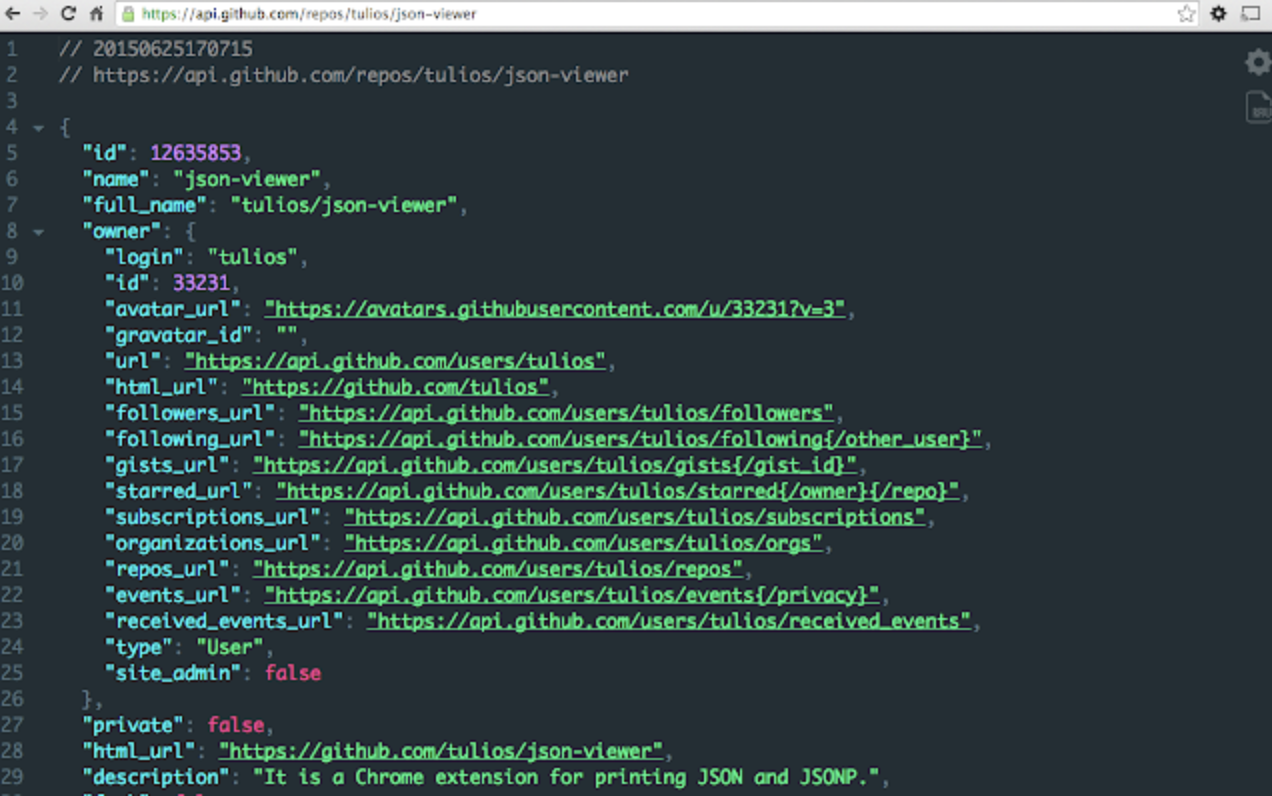 https://api.github.com/repos/tulios/json-viewer
1 // 20150625170715
2 // https://api.github.com/repos/tulios/json-viewer
3
4 {
5 "id": 12635853,
6 "name": "json-viewer",
7 "full_name": "tulios/json-viewer",
8 "owner": {
9 "login": "tulios",
10 "id": 33231,
11 "avatar_url": "https://avatars.githubusercontent.com/u/33231?v=3",
12 "gravatar_id": "",
13 "url": "https://api.github.com/users/tulios",
14 "html_url": "https://github.com/tulios",
15 "followers_url": "https://api.github.com/users/tulios/followers",
16 "following_url": "https://api.github.com/users/tulios/following{/other_user}",
17 "gists_url": "https://api.github.com/users/tulios/gists{/gist_id}",
18 "starred_url": "https://api.github.com/users/tulios/starred{/owner}{/repo}",
19 "subscriptions_url": "https://api.github.com/users/tulios/subscriptions",
20 "organizations_url": "https://api.github.com/users/tulios/orgs",
21 "repos_url": "https://api.github.com/users/tulios/repos",
22 "events_url": "https://api.github.com/users/tulios/events{/privacy}",
23 "received_events_url": "https://api.github.com/users/tulios/received_events",
24 "type": "User",
25 "site_admin": false
26 },
27 "private": false,
28 "html_url": "https://github.com/tulios/json-viewer",
29 "description": "It is a Chrome extension for printing JSON and JSONP.",